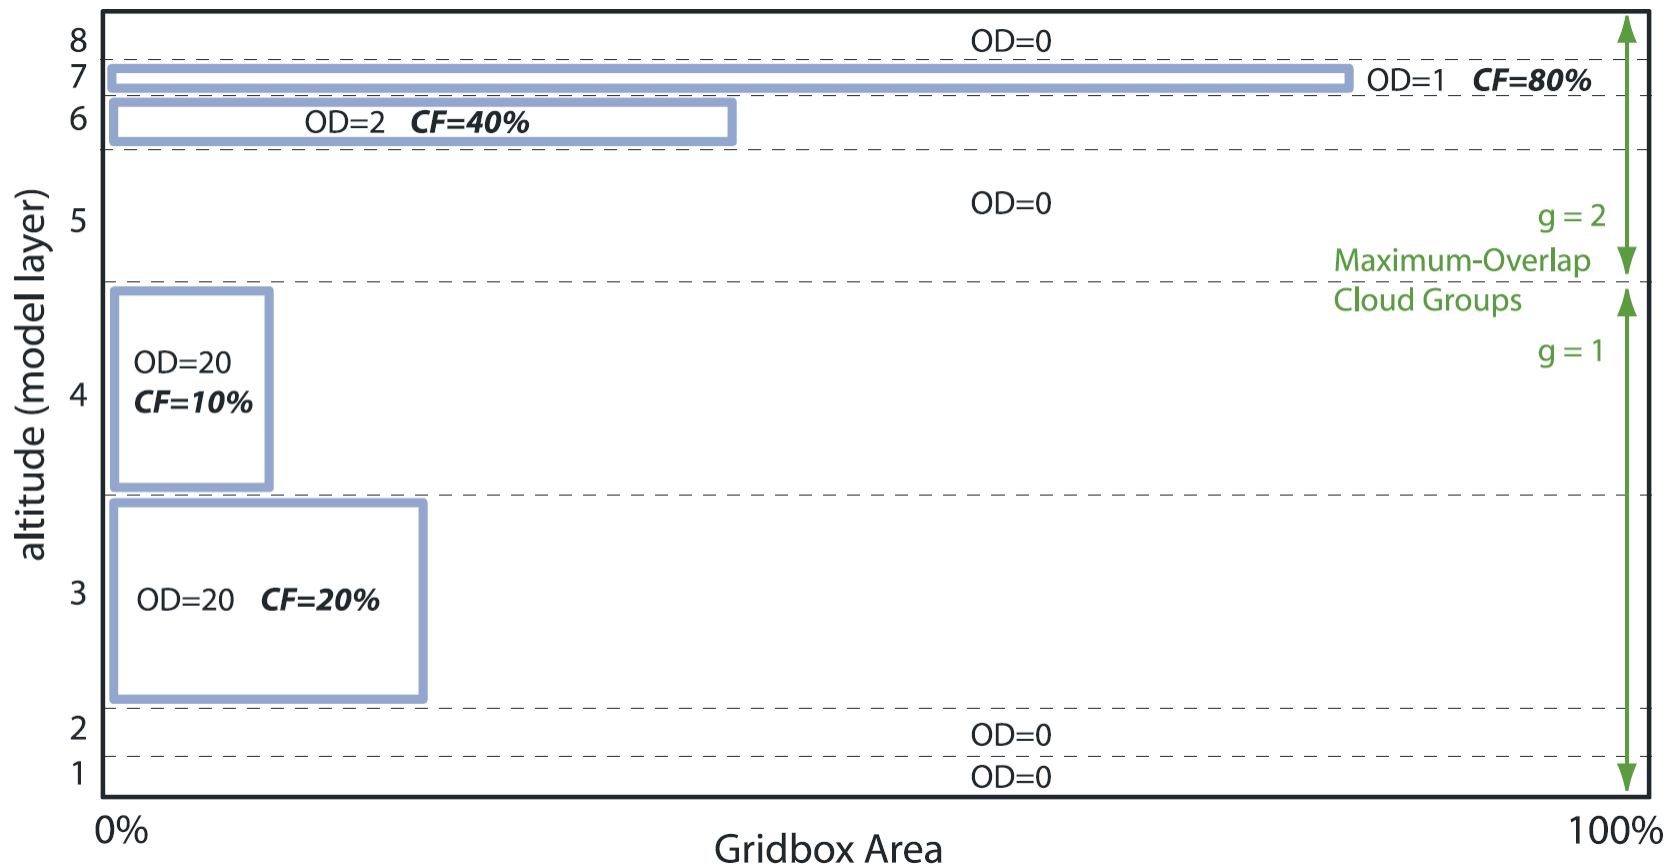 8
OD=0
7
OD=1 CF=80%
6
OD=2 CF=40%
5
OD=0
g = 2
Maximum-Overlap
Cloud Groups
g = 1
4
OD=20
CF=10%
3
OD=20 CF=20%
2
OD=0
1
OD=0
altitude (model layer)
0%
Gridbox Area
100%